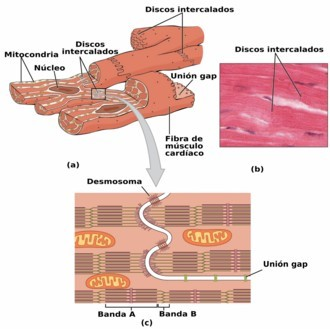 Discos intercalados
Mitocondria
Núcleo
Discos
intercalados
Unión gap
Fibra de
músculo
cardíaco
(a)
Discos intercalados
(b)
Desmosoma
Unión gap
Banda A
Banda B
(c)